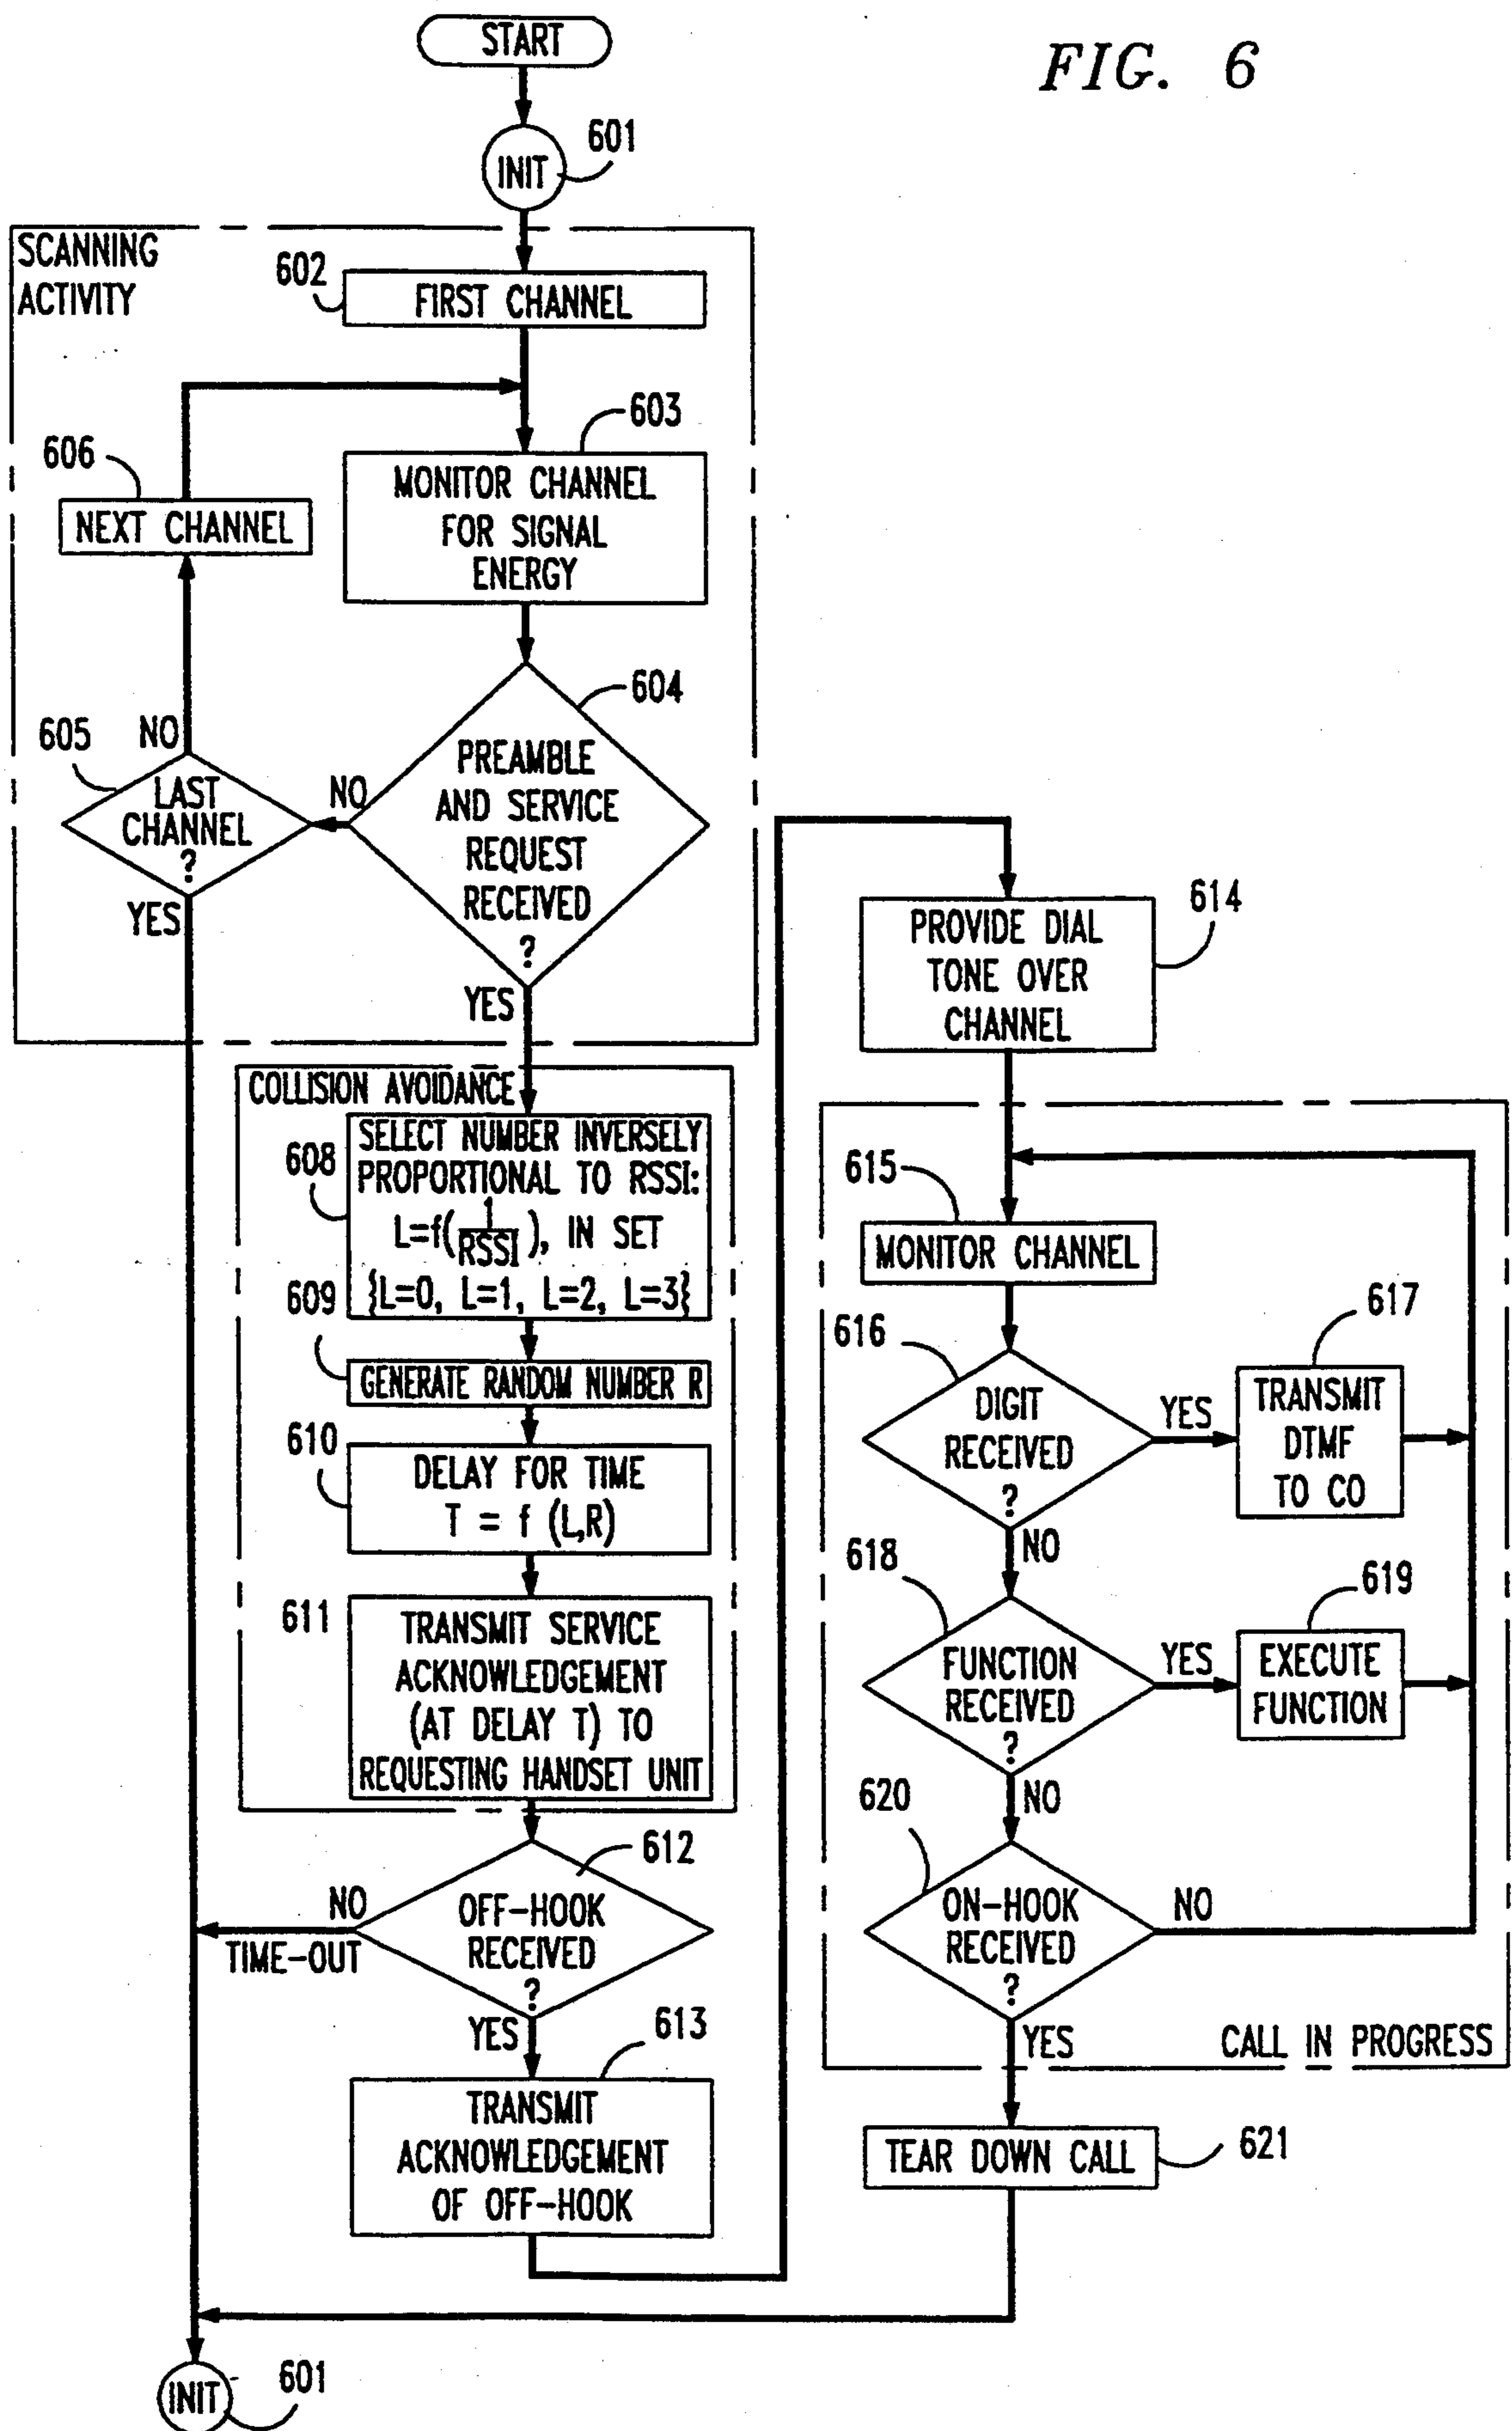 FIG. 6
START
INIT
601
SCANNING
ACTIVITY
602
FIRST CHANNEL
603
606
NEXT CHANNEL
MONITOR CHANNEL
FOR SIGNAL
ENERGY
604
605
NO
LAST
CHANNEL
?
NO
YES
PREAMBLE
AND SERVICE
REQUEST
RECEIVED
?
YES
COLLISION AVOIDANCE
608
SELECT NUMBER INVERSELY
PROPORTIONAL TO RSSI:
L=f(1/RSSI), IN SET
{L=0, L=1, L=2, L=3}
609
GENERATE RANDOM NUMBER R
610
DELAY FOR TIME
T = f (L,R)
611
TRANSMIT SERVICE
ACKNOWLEDGEMENT
(AT DELAY T) TO
REQUESTING HANDSET UNIT
612
OFF-HOOK
RECEIVED
?
NO
TIME-OUT
YES
613
TRANSMIT
ACKNOWLEDGEMENT
OF OFF-HOOK
614
PROVIDE DIAL
TONE OVER
CHANNEL
615
MONITOR CHANNEL
616
DIGIT
RECEIVED
?
YES
617
TRANSMIT
DTMF
TO CO
NO
618
FUNCTION
RECEIVED
?
YES
619
EXECUTE
FUNCTION
NO
620
ON-HOOK
RECEIVED
?
NO
YES
CALL IN PROGRESS
TEAR DOWN CALL
621
INIT
601